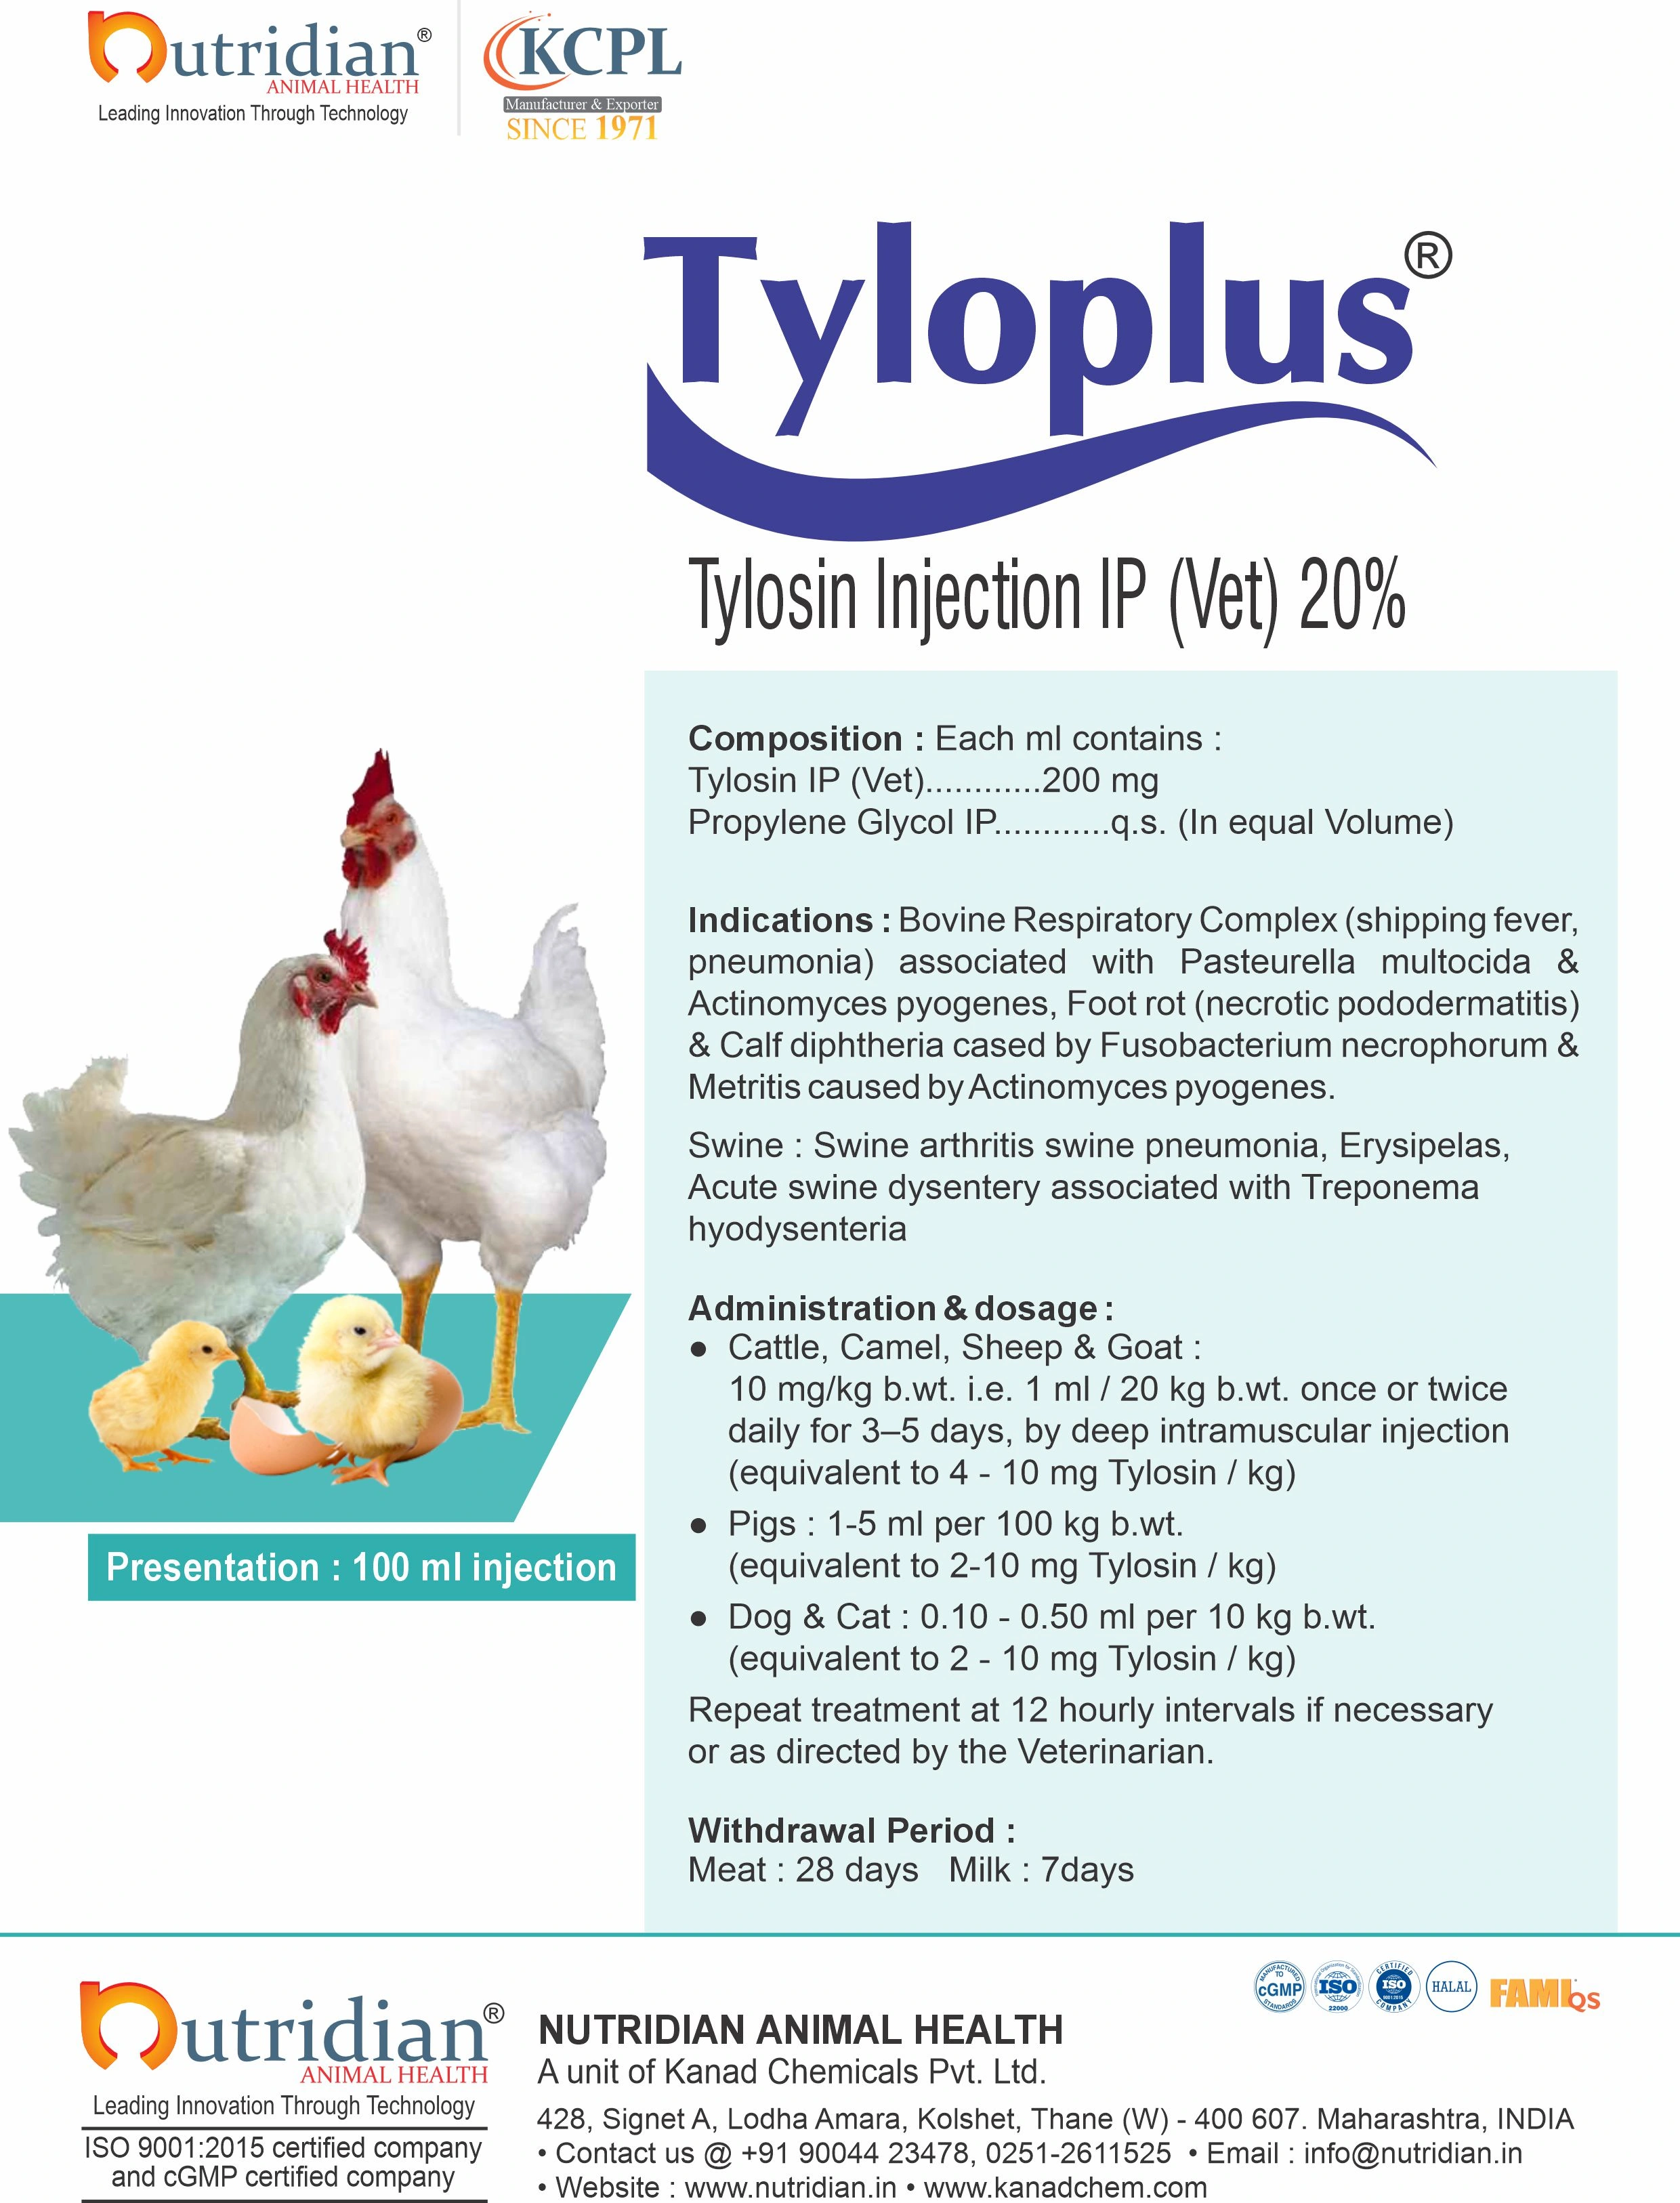 nutridian®
ANIMAL HEALTH
Leading Innovation Through Technology
KCPL
Manufacturer & Exporter
SINCE 1971
Tyloplus®
Tylosin Injection IP (Vet) 20%
Composition : Each ml contains :
Tylosin IP (Vet)............200 mg
Propylene Glycol IP............q.s. (In equal Volume)
Indications : Bovine Respiratory Complex (shipping fever,
pneumonia) associated with Pasteurella multocida &
Actinomyces pyogenes, Foot rot (necrotic pododermatitis)
& Calf diphtheria cased by Fusobacterium necrophorum &
Metritis caused by Actinomyces pyogenes.
Swine : Swine arthritis swine pneumonia, Erysipelas,
Acute swine dysentery associated with Treponema
hyodysenteria
Administration & dosage :
● Cattle, Camel, Sheep & Goat :
10 mg/kg b.wt. i.e. 1 ml / 20 kg b.wt. once or twice
daily for 3–5 days, by deep intramuscular injection
(equivalent to 4 - 10 mg Tylosin / kg)
● Pigs : 1-5 ml per 100 kg b.wt.
(equivalent to 2-10 mg Tylosin / kg)
● Dog & Cat : 0.10 - 0.50 ml per 10 kg b.wt.
(equivalent to 2 - 10 mg Tylosin / kg)
Repeat treatment at 12 hourly intervals if necessary
or as directed by the Veterinarian.
Withdrawal Period :
Meat : 28 days Milk : 7days
Presentation : 100 ml injection
nutridian®
ANIMAL HEALTH
Leading Innovation Through Technology
ISO 9001:2015 certified company
and cGMP certified company
MANUFACTURED TO cGMP STANDARDS
ISO 22000
CERTIFIED ISO 9001:2015 COMPANY
HALAL
FAMI QS
NUTRIDIAN ANIMAL HEALTH
A unit of Kanad Chemicals Pvt. Ltd.
428, Signet A, Lodha Amara, Kolshet, Thane (W) - 400 607. Maharashtra, INDIA
• Contact us @ +91 90044 23478, 0251-2611525 • Email : info@nutridian.in
• Website : www.nutridian.in • www.kanadchem.com